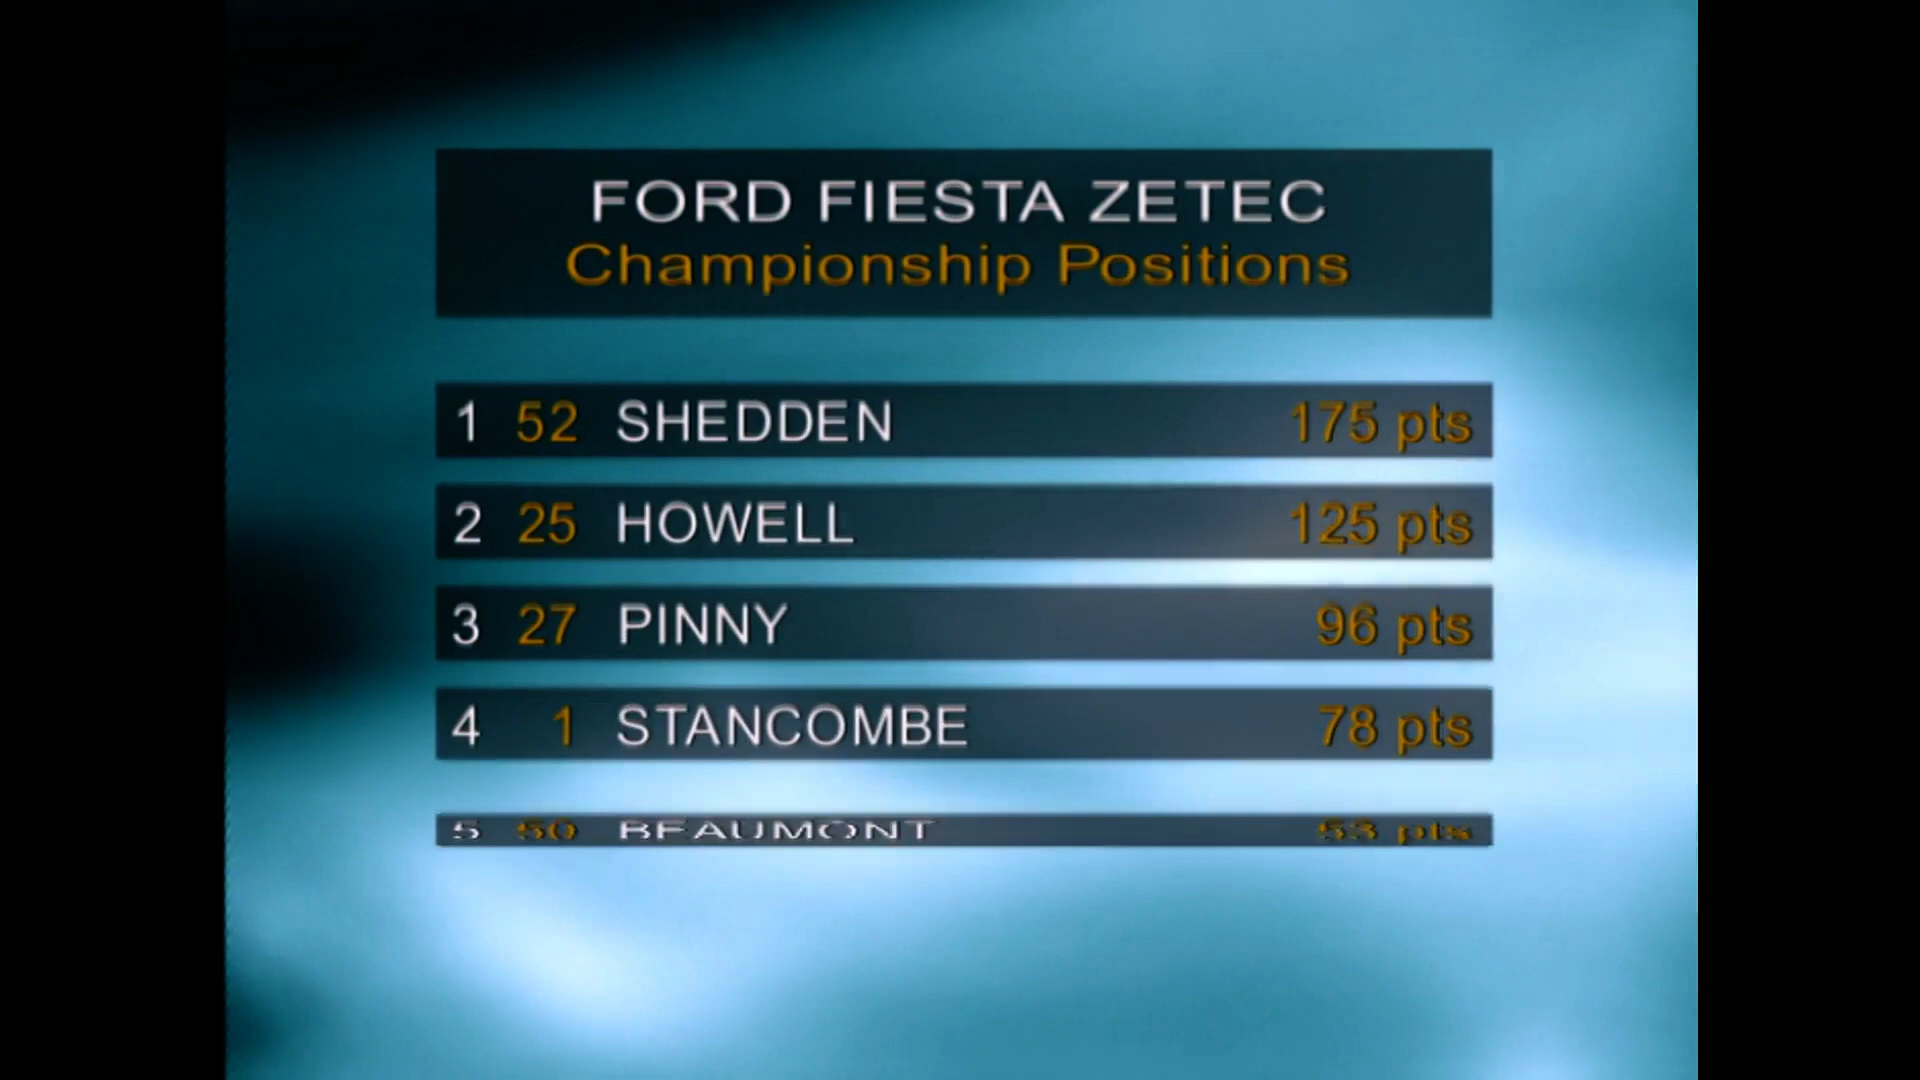 FORD FIESTA ZETEC
Championship Positions
1 52 SHEDDEN 175 pts
2 25 HOWELL 125 pts
3 27 PINNY 96 pts
4 1 STANCOMBE 78 pts
5 50 BEAUMONT 53 pts